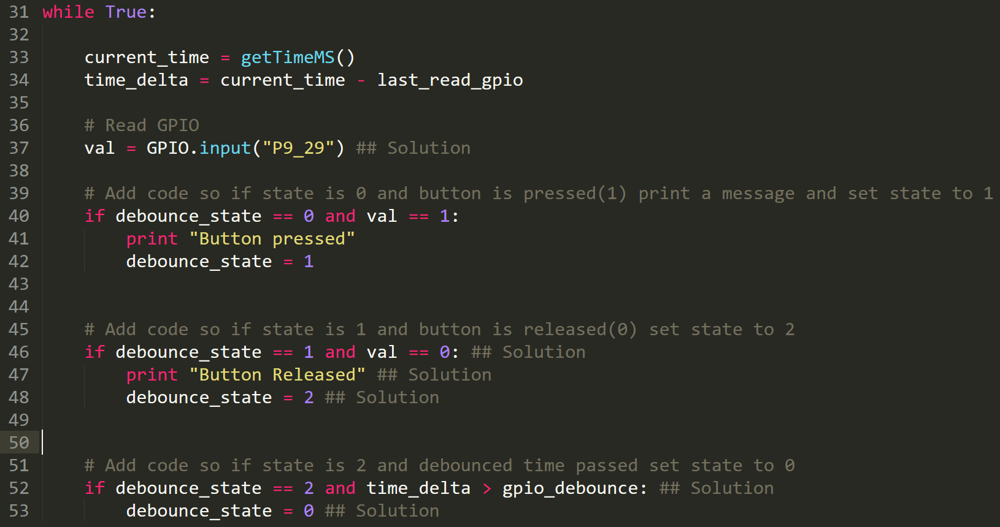 31 while True:
32
33     current_time = getTimeMS()
34     time_delta = current_time - last_read_gpio
35
36     # Read GPIO
37     val = GPIO.input("P9_29") ## Solution
38
39     # Add code so if state is 0 and button is pressed(1) print a message and set state to 1
40     if debounce_state == 0 and val == 1:
41         print "Button pressed"
42         debounce_state = 1
43
44
45     # Add code so if state is 1 and button is released(0) set state to 2
46     if debounce_state == 1 and val == 0: ## Solution
47         print "Button Released" ## Solution
48         debounce_state = 2 ## Solution
49
50
51     # Add code so if state is 2 and debounced time passed set state to 0
52     if debounce_state == 2 and time_delta > gpio_debounce: ## Solution
53         debounce_state = 0 ## Solution